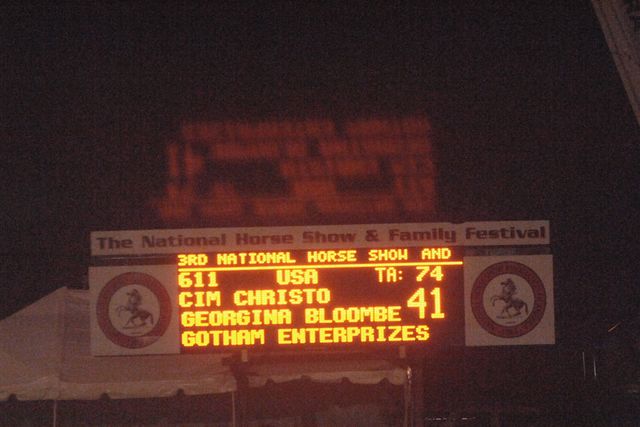 The National Horse Show & Family Festival
3RD NATIONAL HORSE SHOW AND
611 USA TA: 74
CIM CHRISTO 41
GEORGINA BLOOMBE
GOTHAM ENTERPRIZES